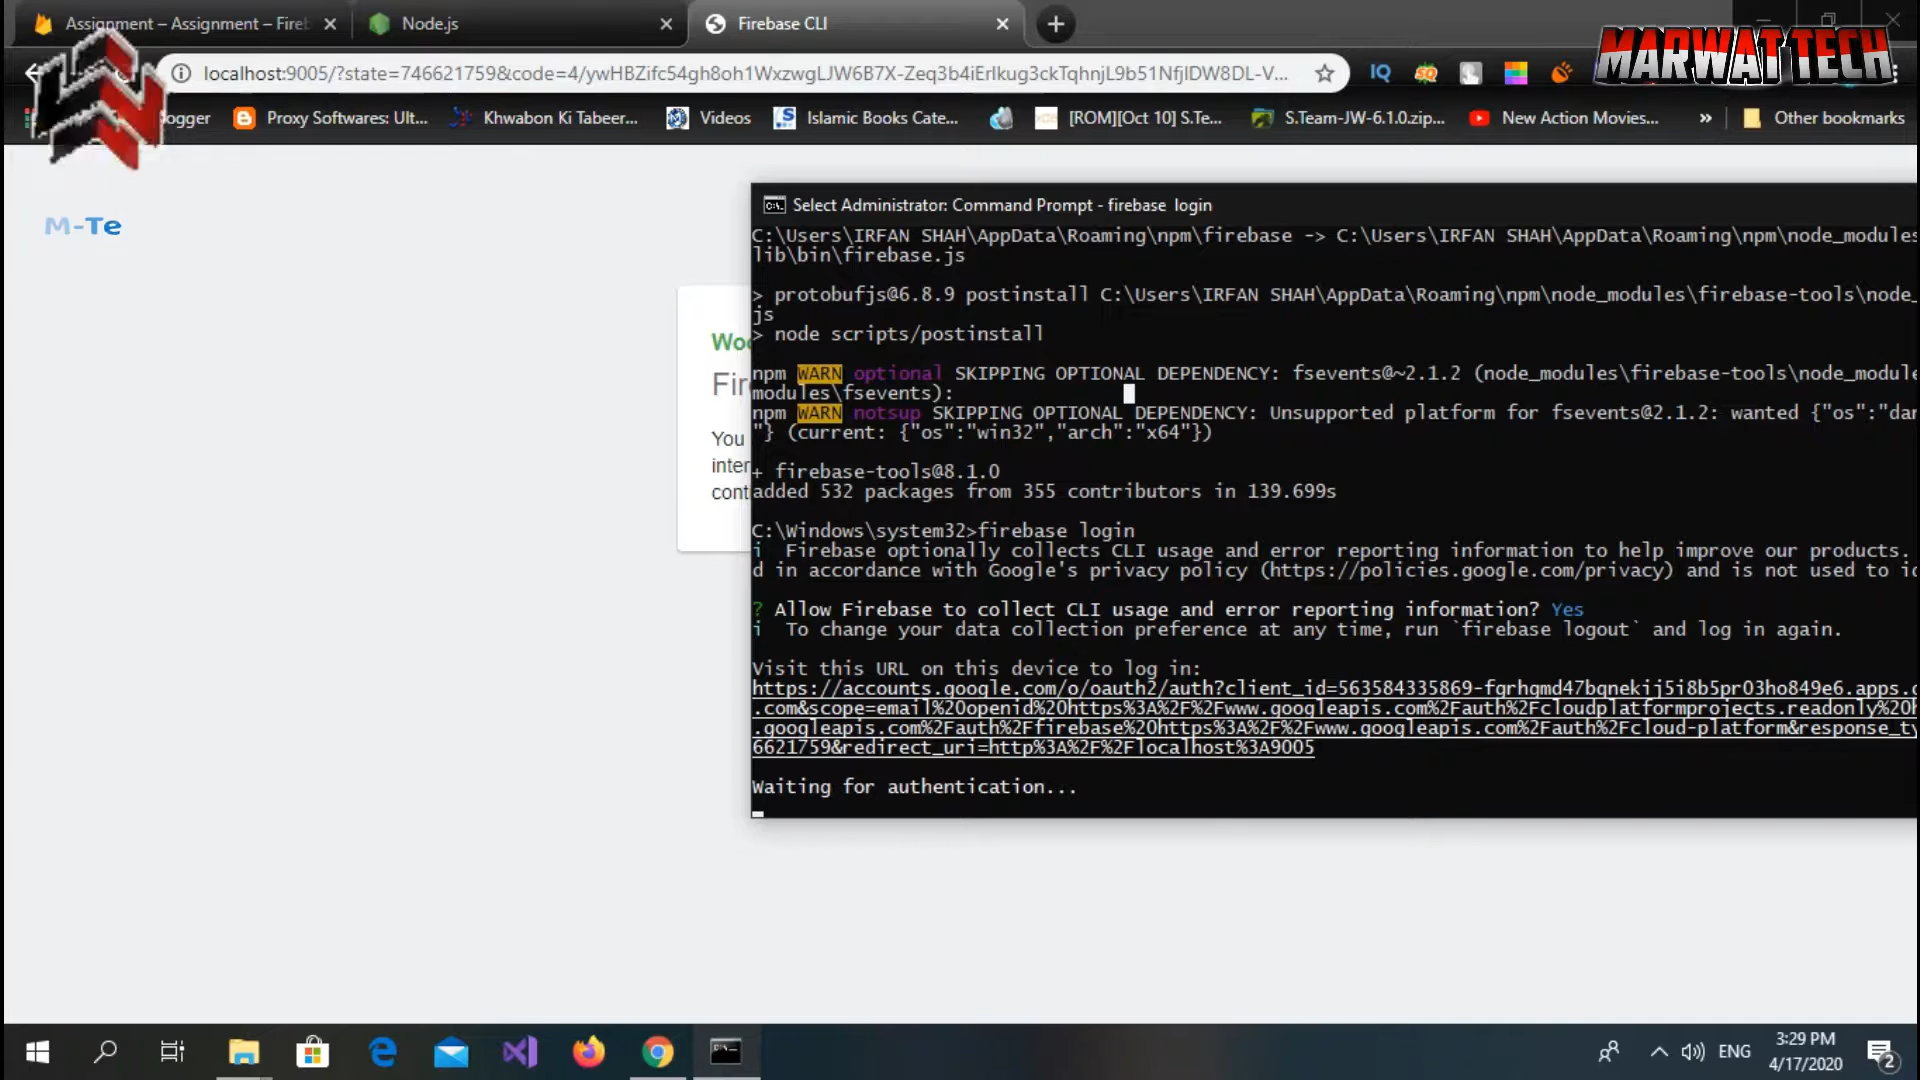 Assignment – Assignment – Fireb
Node.js
Firebase CLI
MARWAT TECH
localhost:9005/?state=746621759&code=4/ywHBZifc54gh8oh1WxzwgLJW6B7X-Zeq3b4iErlkug3ckTqhnjL9b51NfjIDW8DL-V...
IQ
SQ
ogger
Proxy Softwares: Ult...
Khwabon Ki Tabeer...
Videos
Islamic Books Cate...
[ROM][Oct 10] S.Te...
S.Team-JW-6.1.0.zip...
New Action Movies...
»
Other bookmarks
M-Te
Select Administrator: Command Prompt - firebase login
C:\Users\IRFAN SHAH\AppData\Roaming\npm\firebase -> C:\Users\IRFAN SHAH\AppData\Roaming\npm\node_modules
lib\bin\firebase.js
> protobufjs@6.8.9 postinstall C:\Users\IRFAN SHAH\AppData\Roaming\npm\node_modules\firebase-tools\node_
js
> node scripts/postinstall
npm WARN optional SKIPPING OPTIONAL DEPENDENCY: fsevents@~2.1.2 (node_modules\firebase-tools\node_module
modules\fsevents):
npm WARN notsup SKIPPING OPTIONAL DEPENDENCY: Unsupported platform for fsevents@2.1.2: wanted {"os":"dar
"} (current: {"os":"win32","arch":"x64"})
+ firebase-tools@8.1.0
added 532 packages from 355 contributors in 139.699s
C:\Windows\system32>firebase login
i Firebase optionally collects CLI usage and error reporting information to help improve our products.
d in accordance with Google's privacy policy (https://policies.google.com/privacy) and is not used to id
? Allow Firebase to collect CLI usage and error reporting information? Yes
i To change your data collection preference at any time, run `firebase logout` and log in again.
Visit this URL on this device to log in:
https://accounts.google.com/o/oauth2/auth?client_id=563584335869-fgrhgmd47bqnekij5i8b5pr03ho849e6.apps.g
.com&scope=email%20openid%20https%3A%2F%2Fwww.googleapis.com%2Fauth%2Fcloudplatformprojects.readonly%20h
.googleapis.com%2Fauth%2Ffirebase%20https%3A%2F%2Fwww.googleapis.com%2Fauth%2Fcloud-platform&response_ty
6621759&redirect_uri=http%3A%2F%2Flocalhost%3A9005
Waiting for authentication...
Woo
Fir
You
inter
cont
ENG
3:29 PM
4/17/2020
2